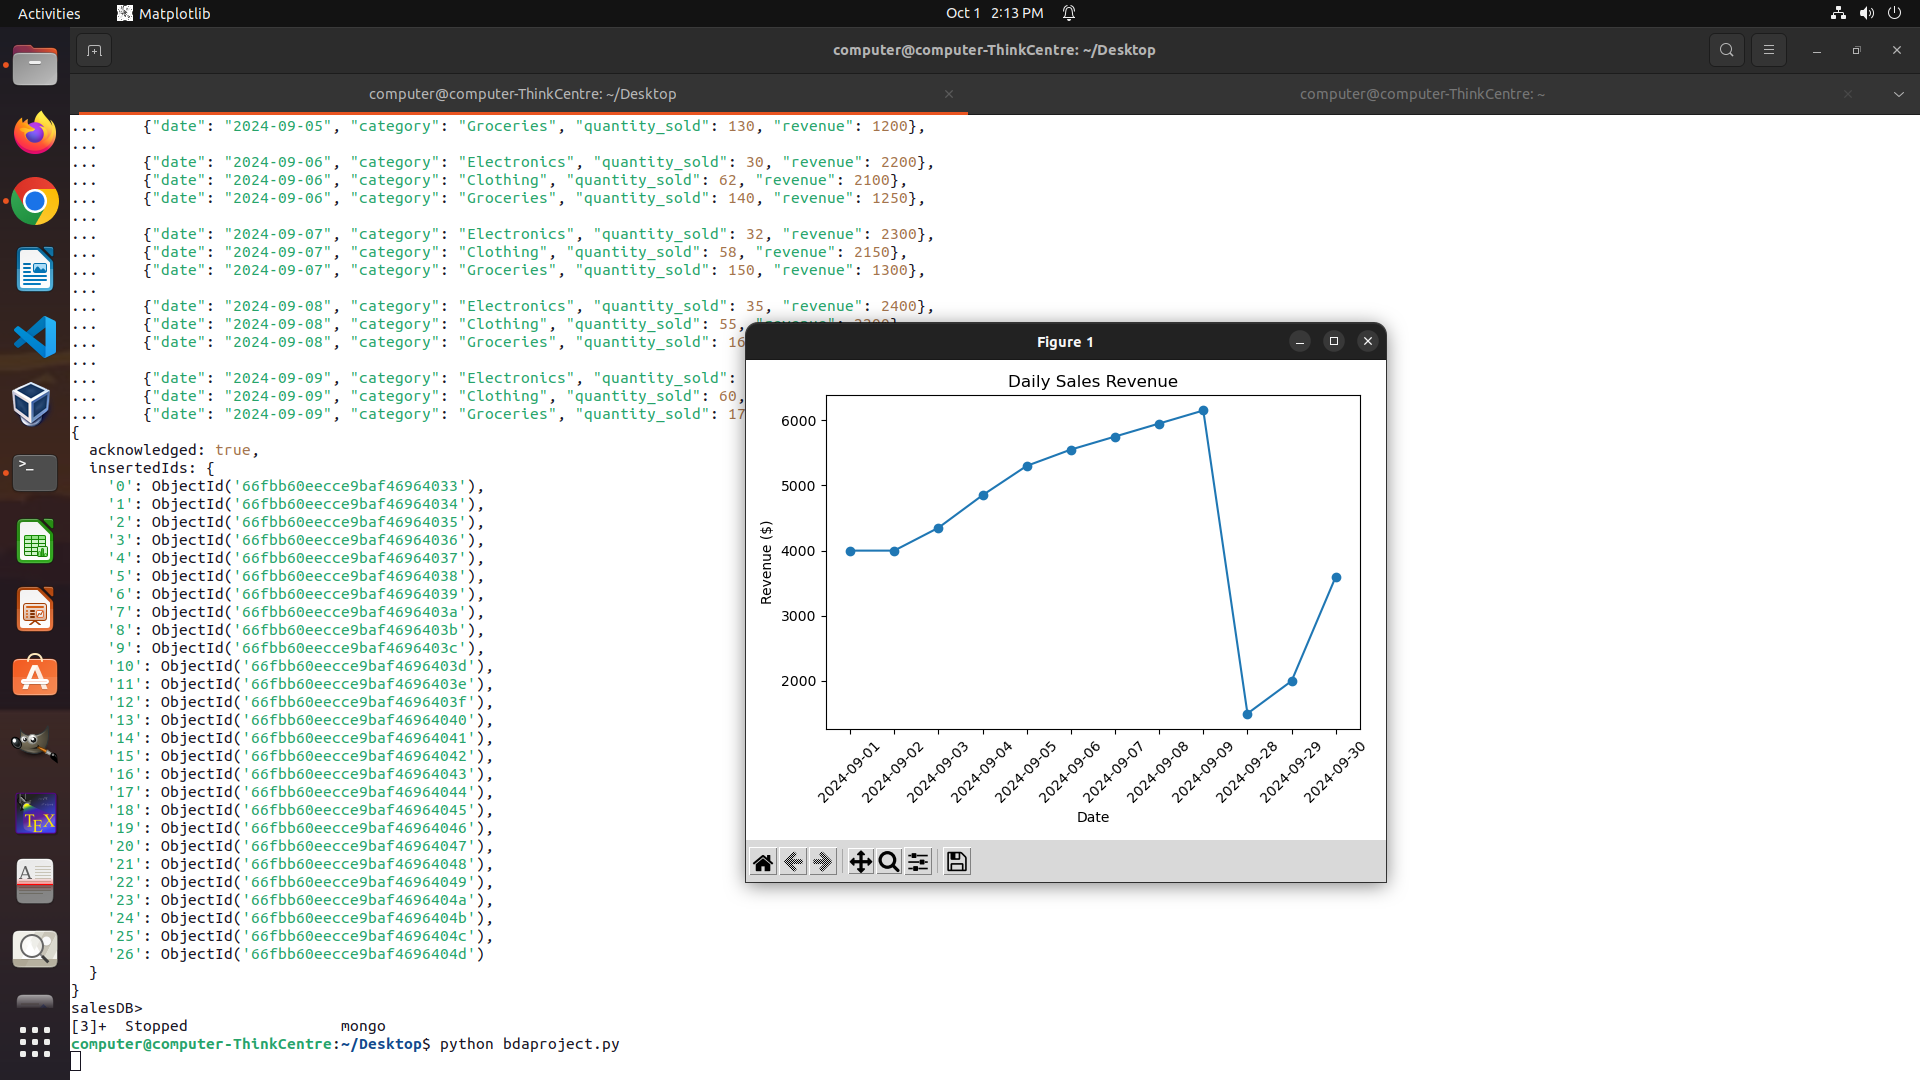 Activities Matplotlib Oct 1 2:13 PM
computer@computer-ThinkCentre: ~/Desktop
computer@computer-ThinkCentre: ~/Desktop computer@computer-ThinkCentre: ~
... {"date": "2024-09-05", "category": "Groceries", "quantity_sold": 130, "revenue": 1200},
...
... {"date": "2024-09-06", "category": "Electronics", "quantity_sold": 30, "revenue": 2200},
... {"date": "2024-09-06", "category": "Clothing", "quantity_sold": 62, "revenue": 2100},
... {"date": "2024-09-06", "category": "Groceries", "quantity_sold": 140, "revenue": 1250},
...
... {"date": "2024-09-07", "category": "Electronics", "quantity_sold": 32, "revenue": 2300},
... {"date": "2024-09-07", "category": "Clothing", "quantity_sold": 58, "revenue": 2150},
... {"date": "2024-09-07", "category": "Groceries", "quantity_sold": 150, "revenue": 1300},
...
... {"date": "2024-09-08", "category": "Electronics", "quantity_sold": 35, "revenue": 2400},
... {"date": "2024-09-08", "category": "Clothing", "quantity_sold": 55,
... {"date": "2024-09-08", "category": "Groceries", "quantity_sold": 16
...
... {"date": "2024-09-09", "category": "Electronics", "quantity_sold":
... {"date": "2024-09-09", "category": "Clothing", "quantity_sold": 60,
... {"date": "2024-09-09", "category": "Groceries", "quantity_sold": 17
{
acknowledged: true,
insertedIds: {
'0': ObjectId('66fbb60eecce9baf46964033'),
'1': ObjectId('66fbb60eecce9baf46964034'),
'2': ObjectId('66fbb60eecce9baf46964035'),
'3': ObjectId('66fbb60eecce9baf46964036'),
'4': ObjectId('66fbb60eecce9baf46964037'),
'5': ObjectId('66fbb60eecce9baf46964038'),
'6': ObjectId('66fbb60eecce9baf46964039'),
'7': ObjectId('66fbb60eecce9baf4696403a'),
'8': ObjectId('66fbb60eecce9baf4696403b'),
'9': ObjectId('66fbb60eecce9baf4696403c'),
'10': ObjectId('66fbb60eecce9baf4696403d'),
'11': ObjectId('66fbb60eecce9baf4696403e'),
'12': ObjectId('66fbb60eecce9baf4696403f'),
'13': ObjectId('66fbb60eecce9baf46964040'),
'14': ObjectId('66fbb60eecce9baf46964041'),
'15': ObjectId('66fbb60eecce9baf46964042'),
'16': ObjectId('66fbb60eecce9baf46964043'),
'17': ObjectId('66fbb60eecce9baf46964044'),
'18': ObjectId('66fbb60eecce9baf46964045'),
'19': ObjectId('66fbb60eecce9baf46964046'),
'20': ObjectId('66fbb60eecce9baf46964047'),
'21': ObjectId('66fbb60eecce9baf46964048'),
'22': ObjectId('66fbb60eecce9baf46964049'),
'23': ObjectId('66fbb60eecce9baf4696404a'),
'24': ObjectId('66fbb60eecce9baf4696404b'),
'25': ObjectId('66fbb60eecce9baf4696404c'),
'26': ObjectId('66fbb60eecce9baf4696404d')
}
}
salesDB>
[3]+ Stopped mongo
computer@computer-ThinkCentre:~/Desktop$ python bdaproject.py
Figure 1
Daily Sales Revenue
Revenue ($)
6000
5000
4000
3000
2000
2024-09-01
2024-09-02
2024-09-03
2024-09-04
2024-09-05
2024-09-06
2024-09-07
2024-09-08
2024-09-09
2024-09-28
2024-09-29
2024-09-30
Date